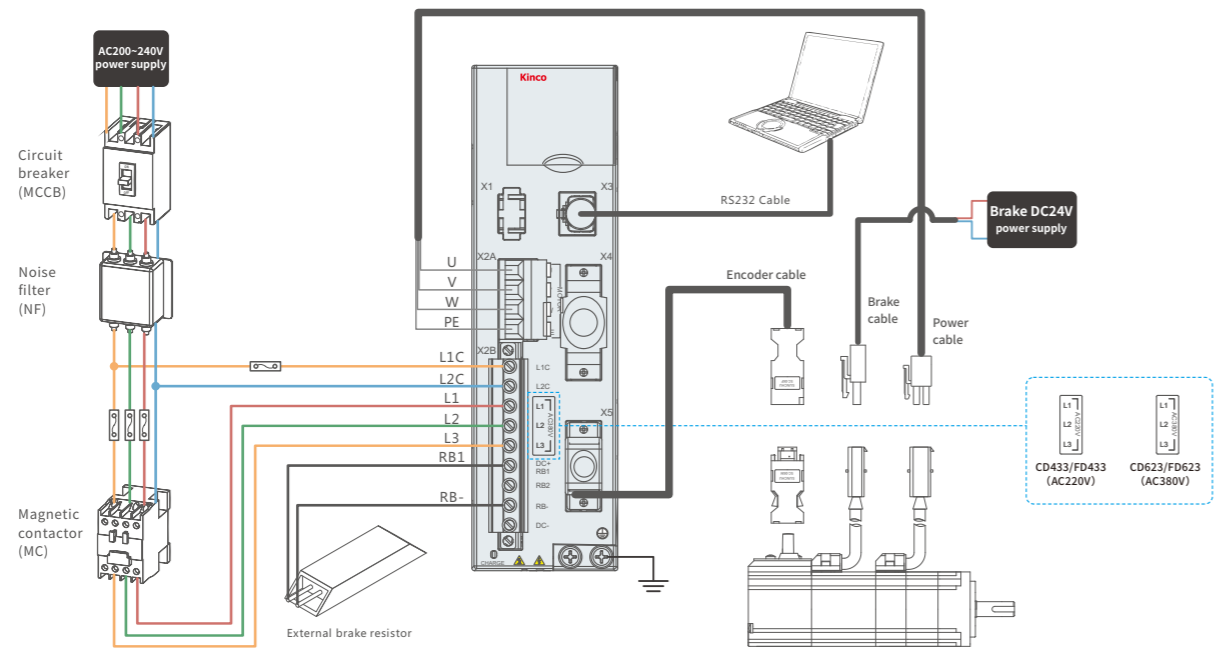 AC200~240V
power supply
Circuit
breaker
(MCCB)
Noise
filter
(NF)
Magnetic
contactor
(MC)
Kinco
X1
X3
X2A
X4
U
V
W
PE
X2B
L1C
L2C
L1
L2
L3
RB1
RB-
L1C
L2C
L1
L2
L3
AC380V
X5
DC+
RB1
RB2
RB-
DC-
CHARGE
External brake resistor
RS232 Cable
Encoder cable
Brake
cable
Power
cable
Brake DC24V
power supply
L1
L2
L3
AC220V
CD433/FD433
(AC220V)
L1
L2
L3
AC380V
CD623/FD623
(AC380V)